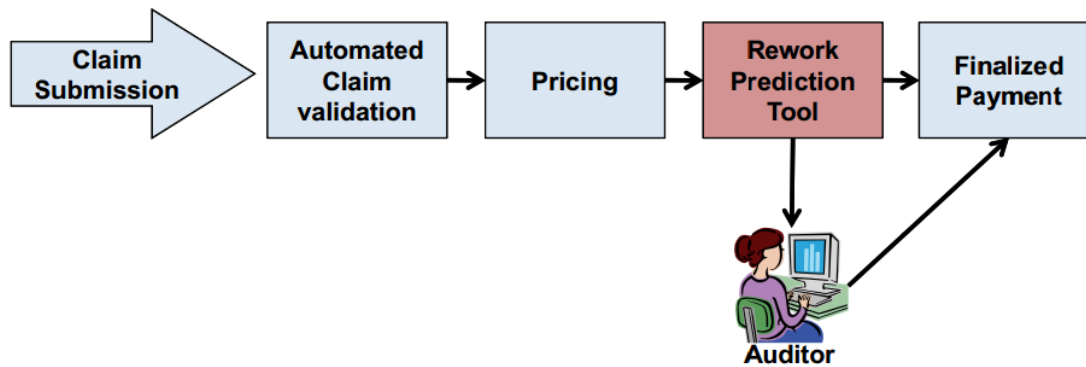 Claim
Submission
Automated
Claim
validation
Pricing
Rework
Prediction
Tool
Finalized
Payment
Auditor